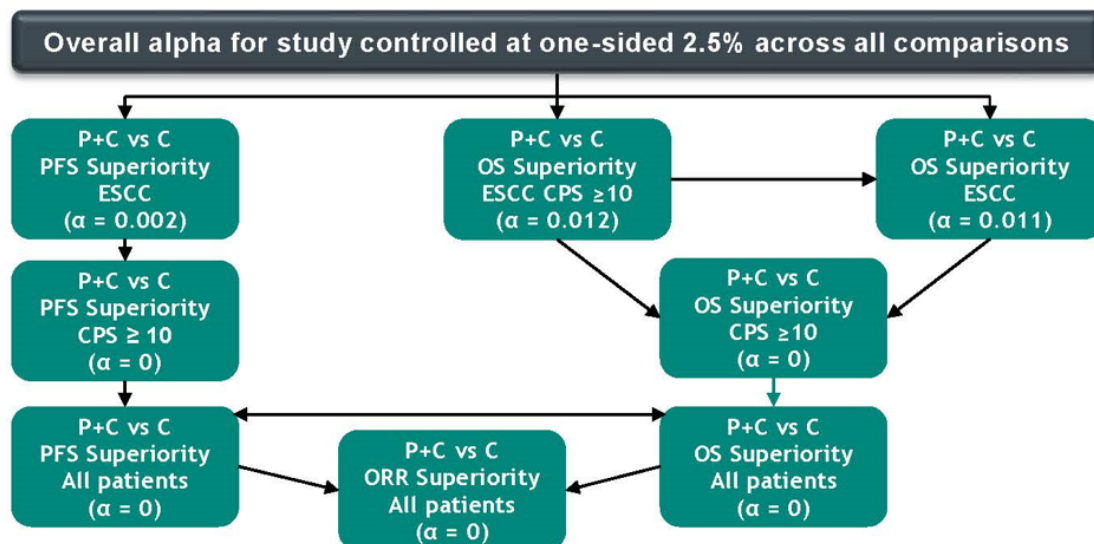 Overall alpha for study controlled at one-sided 2.5% across all comparisons
P+C vs C
PFS Superiority
ESCC
(α = 0.002)
P+C vs C
OS Superiority
ESCC CPS ≥10
(α = 0.012)
P+C vs C
OS Superiority
ESCC
(α = 0.011)
P+C vs C
PFS Superiority
CPS ≥ 10
(α = 0)
P+C vs C
OS Superiority
CPS ≥10
(α = 0)
P+C vs C
PFS Superiority
All patients
(α = 0)
P+C vs C
ORR Superiority
All patients
(α = 0)
P+C vs C
OS Superiority
All patients
(α = 0)